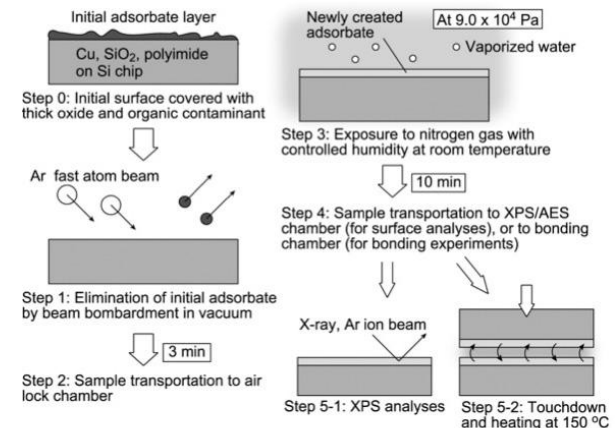 Initial adsorbate layer
Cu, SiO₂, polyimide
on Si chip
Step 0: Initial surface covered with
thick oxide and organic contaminant
Ar fast atom beam
Step 1: Elimination of initial adsorbate
by beam bombardment in vacuum
3 min
Step 2: Sample transportation to air
lock chamber
Newly created
adsorbate
At 9.0 x 10⁴ Pa
Vaporized water
Step 3: Exposure to nitrogen gas with
controlled humidity at room temperature
10 min
Step 4: Sample transportation to XPS/AES
chamber (for surface analyses), or to bonding
chamber (for bonding experiments)
X-ray, Ar ion beam
Step 5-1: XPS analyses
Step 5-2: Touchdown
and heating at 150 ºC